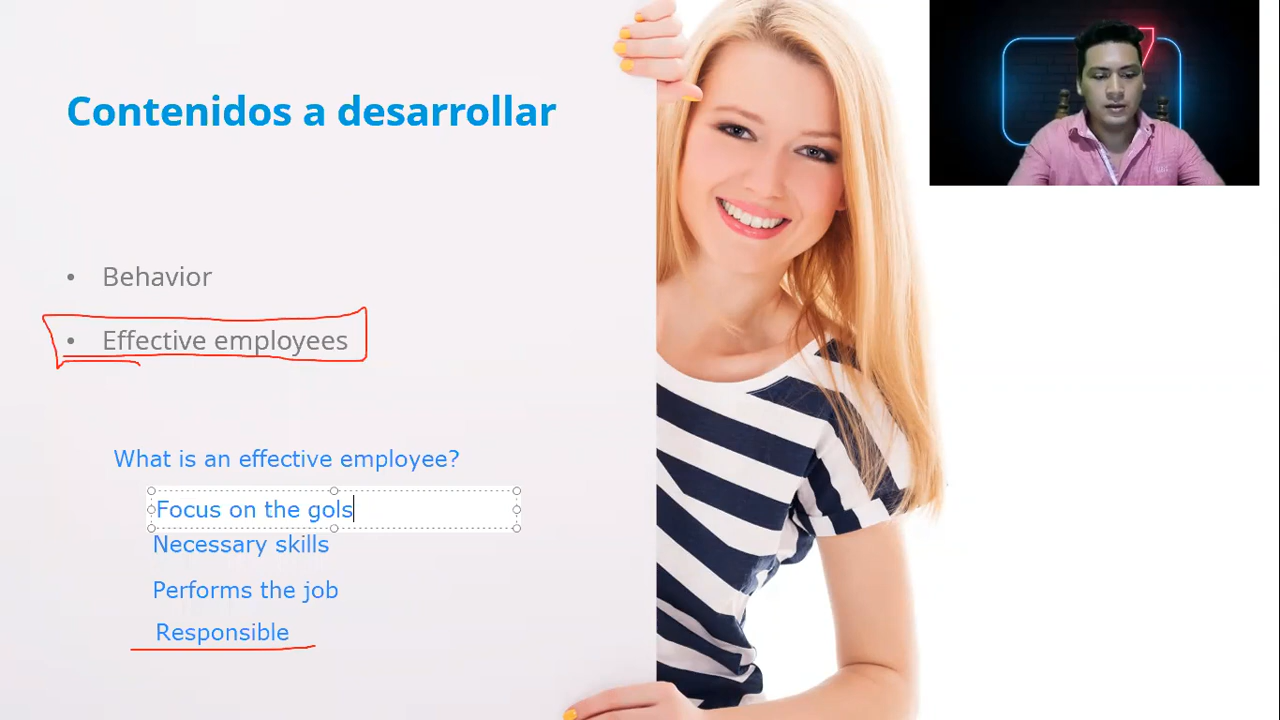 Contenidos a desarrollar
• Behavior
• Effective employees
What is an effective employee?
Focus on the gols
Necessary skills
Performs the job
Responsible